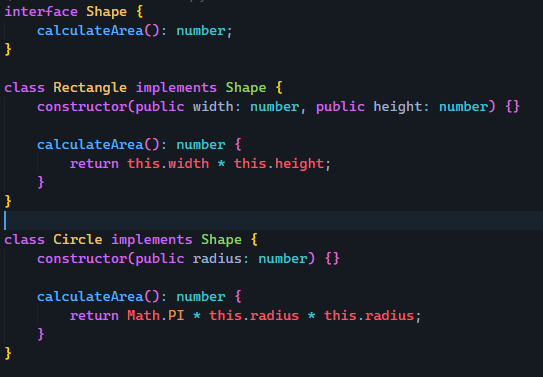 interface Shape {
    calculateArea(): number;
}

class Rectangle implements Shape {
    constructor(public width: number, public height: number) {}

    calculateArea(): number {
        return this.width * this.height;
    }
}

class Circle implements Shape {
    constructor(public radius: number) {}

    calculateArea(): number {
        return Math.PI * this.radius * this.radius;
    }
}